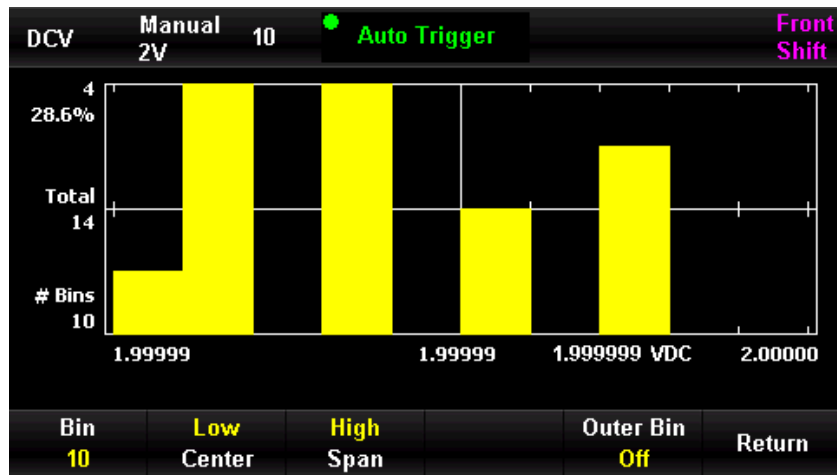 DCV Manual 10 Auto Trigger Front
2V Shift
4
28.6%
Total
14
# Bins
10
1.99999 1.99999 1.999999 VDC 2.00000
Bin Low High Outer Bin Return
10 Center Span Off